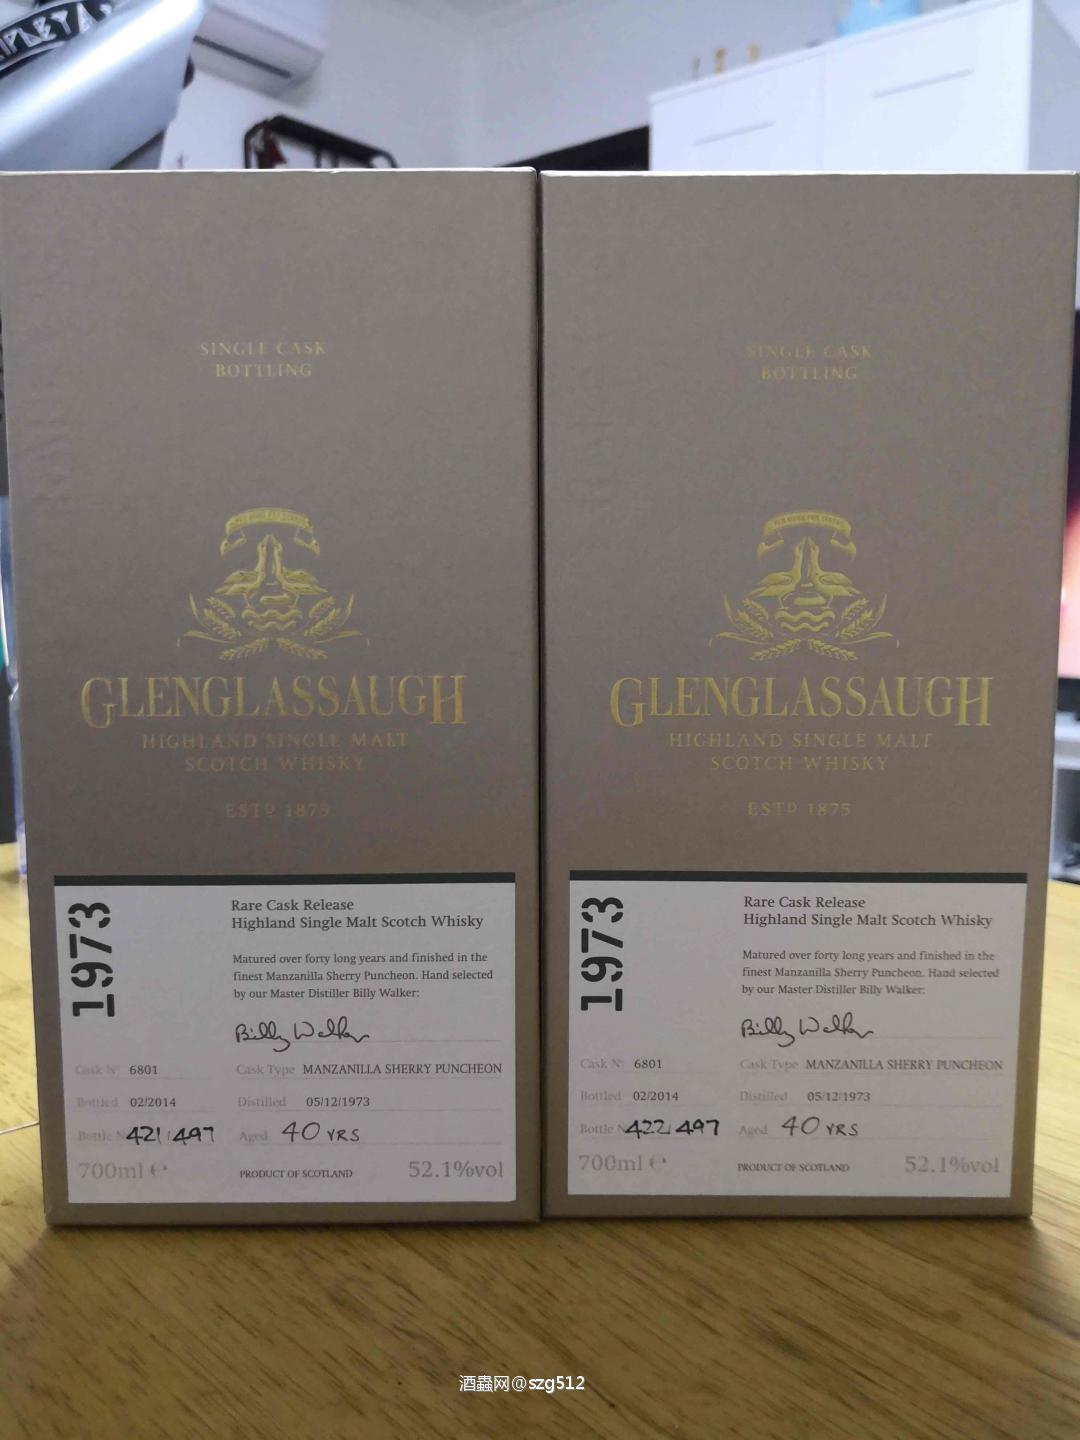 SINGLE CASK
BOTTLING
GLENGLASSAUGH
HIGHLAND SINGLE MALT
SCOTCH WHISKY
ESTD 1875
1973
Rare Cask Release
Highland Single Malt Scotch Whisky
Matured over forty long years and finished in the
finest Manzanilla Sherry Puncheon. Hand selected
by our Master Distiller Billy Walker:
Billy Walker
Cask Nº 6801 Cask Type MANZANILLA SHERRY PUNCHEON
Bottled 02/2014 Distilled 05/12/1973
Bottle 421/497 Aged 40 YRS
700ml ℮ PRODUCT OF SCOTLAND 52.1%vol
SINGLE CASK
BOTTLING
GLENGLASSAUGH
HIGHLAND SINGLE MALT
SCOTCH WHISKY
ESTD 1875
1973
Rare Cask Release
Highland Single Malt Scotch Whisky
Matured over forty long years and finished in the
finest Manzanilla Sherry Puncheon. Hand selected
by our Master Distiller Billy Walker:
Billy Walker
Cask Nº 6801 Cask Type MANZANILLA SHERRY PUNCHEON
Bottled 02/2014 Distilled 05/12/1973
Bottle 422/497 Aged 40 YRS
700ml ℮ PRODUCT OF SCOTLAND 52.1%vol
酒蟲网@szg512